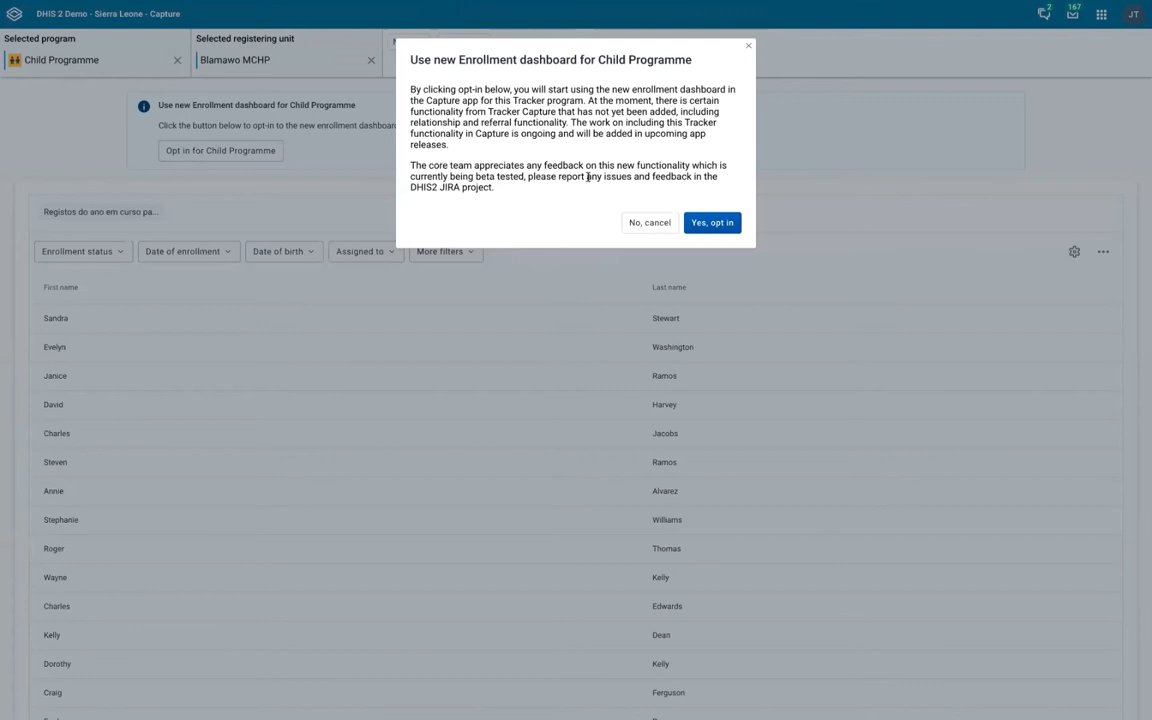 DHIS 2 Demo - Sierra Leone - Capture
2
167
JT
Selected program
Child Programme
Selected registering unit
Blamawo MCHP
Use new Enrollment dashboard for Child Programme
By clicking opt-in below, you will start using the new enrollment dashboard in
the Capture app for this Tracker program. At the moment, there is certain
functionality from Tracker Capture that has not yet been added, including
relationship and referral functionality. The work on including this Tracker
functionality in Capture is ongoing and will be added in upcoming app
releases.
The core team appreciates any feedback on this new functionality which is
currently being beta tested, please report any issues and feedback in the
DHIS2 JIRA project.
No, cancel
Yes, opt in
Use new Enrollment dashboard for Child Programme
Click the button below to opt-in to the new enrollment dashboar
Opt in for Child Programme
Registos do ano em curso pa...
Enrollment status
Date of enrollment
Date of birth
Assigned to
More filters
First name
Last name
Sandra
Stewart
Evelyn
Washington
Janice
Ramos
David
Harvey
Charles
Jacobs
Steven
Ramos
Annie
Alvarez
Stephanie
Williams
Roger
Thomas
Wayne
Kelly
Charles
Edwards
Kelly
Dean
Dorothy
Kelly
Craig
Ferguson